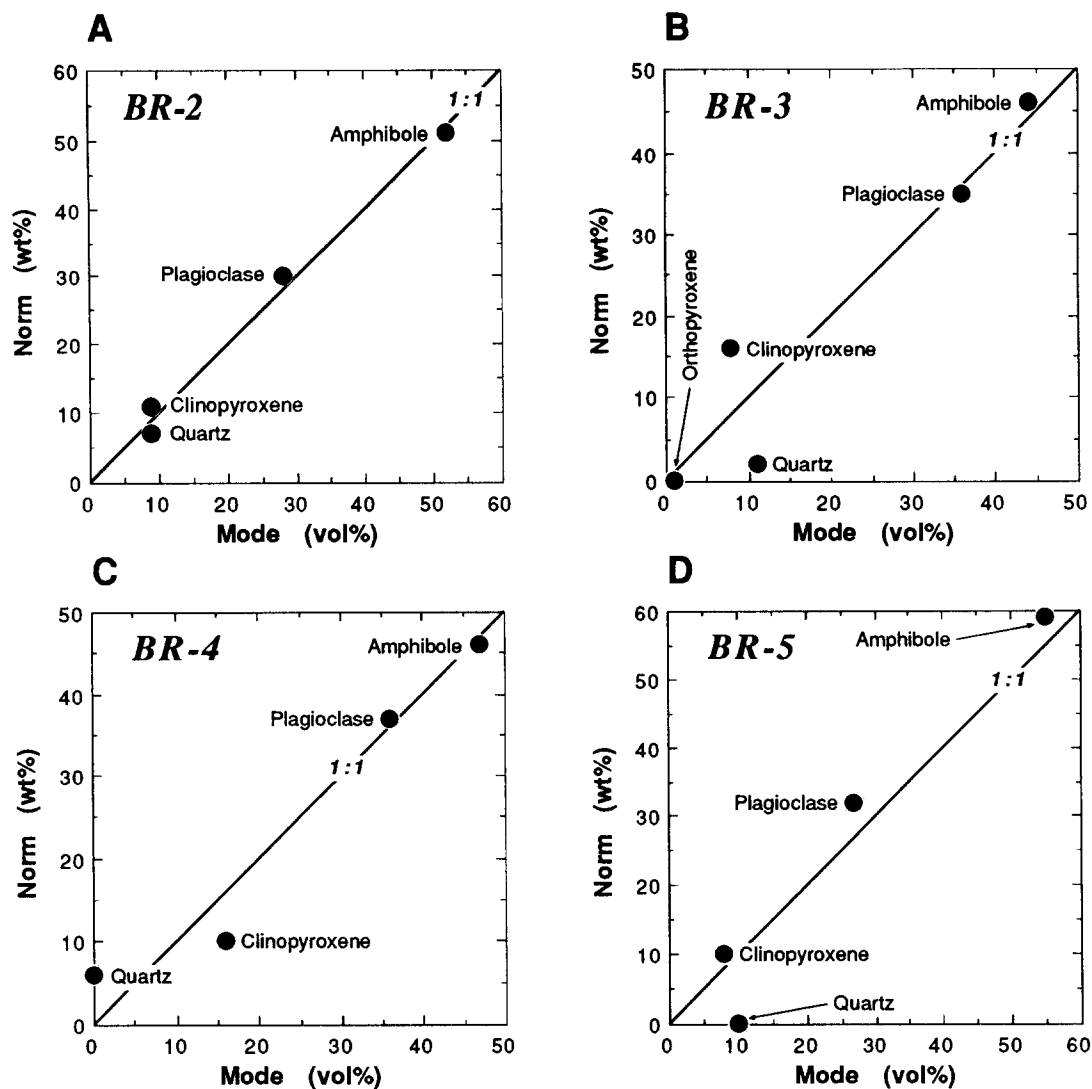 A
BR-2
1:1
Amphibole
Plagioclase
Clinopyroxene
Quartz
Norm (wt%)
60
50
40
30
20
10
0
0 10 20 30 40 50 60
Mode (vol%)
B
BR-3
Amphibole
1:1
Plagioclase
Orthopyroxene
Clinopyroxene
Quartz
Norm (wt%)
50
40
30
20
10
0
0 10 20 30 40 50
Mode (vol%)
C
BR-4
Amphibole
Plagioclase
1:1
Clinopyroxene
Quartz
Norm (wt%)
50
40
30
20
10
0
0 10 20 30 40 50
Mode (vol%)
D
BR-5
Amphibole
1:1
Plagioclase
Clinopyroxene
Quartz
Norm (wt%)
60
50
40
30
20
10
0
0 10 20 30 40 50 60
Mode (vol%)